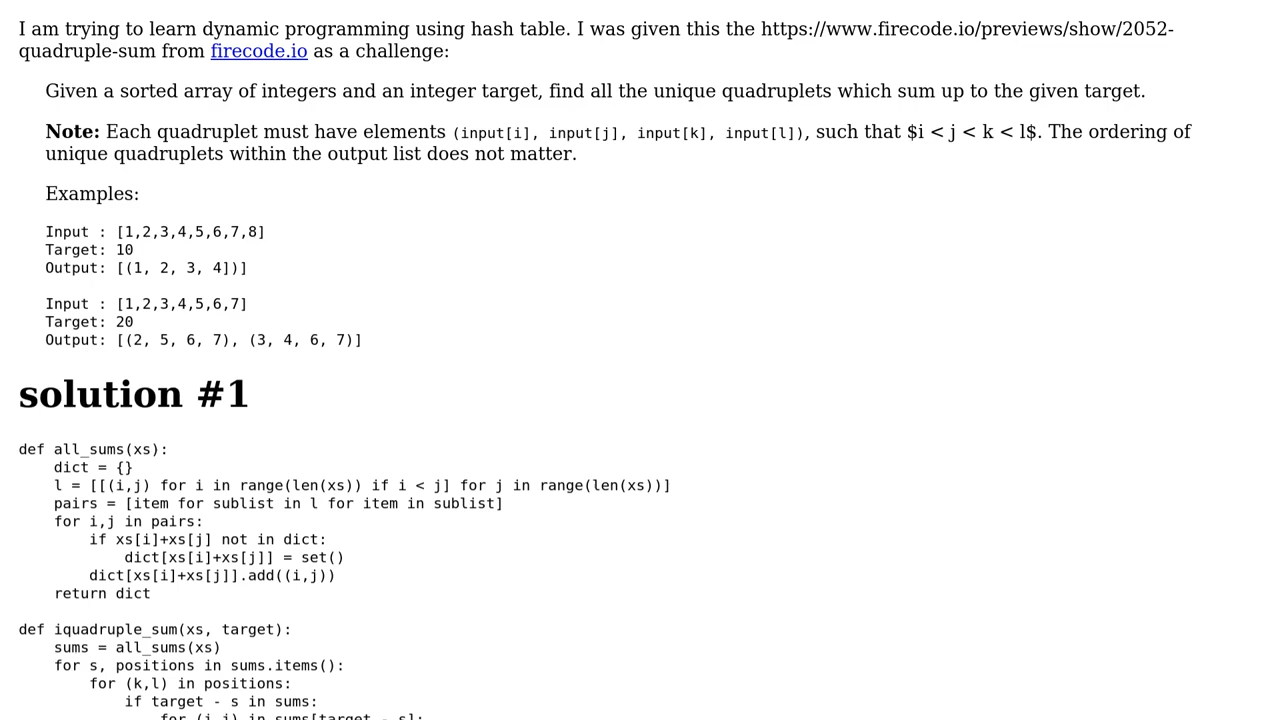 I am trying to learn dynamic programming using hash table. I was given this the https://www.firecode.io/previews/show/2052-
quadruple-sum from firecode.io as a challenge:
Given a sorted array of integers and an integer target, find all the unique quadruplets which sum up to the given target.
Note: Each quadruplet must have elements (input[i], input[j], input[k], input[l]), such that $i < j < k < l$. The ordering of
unique quadruplets within the output list does not matter.
Examples:
Input : [1,2,3,4,5,6,7,8]
Target: 10
Output: [(1, 2, 3, 4])]
Input : [1,2,3,4,5,6,7]
Target: 20
Output: [(2, 5, 6, 7), (3, 4, 6, 7)]
solution #1
def all_sums(xs):
    dict = {}
    l = [[(i,j) for i in range(len(xs)) if i < j] for j in range(len(xs))]
    pairs = [item for sublist in l for item in sublist]
    for i,j in pairs:
        if xs[i]+xs[j] not in dict:
            dict[xs[i]+xs[j]] = set()
        dict[xs[i]+xs[j]].add((i,j))
    return dict
def iquadruple_sum(xs, target):
    sums = all_sums(xs)
    for s, positions in sums.items():
        for (k,l) in positions:
            if target - s in sums:
                for (i,j) in sums[target - s]: